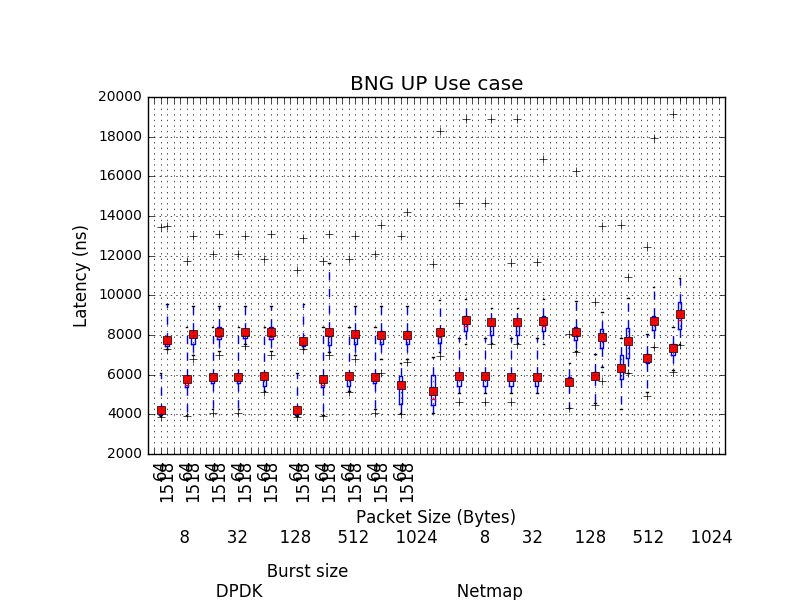 BNG UP Use case
20000
18000
16000
14000
12000
10000
8000
6000
4000
2000
Latency (ns)
64 1518 64 1518 64 1518 64 1518 64 1518 64 1518 64 1518 64 1518 64 1518 64 1518
Packet Size (Bytes)
8 32 128 512 1024 8 32 128 512 1024
Burst size
DPDK Netmap